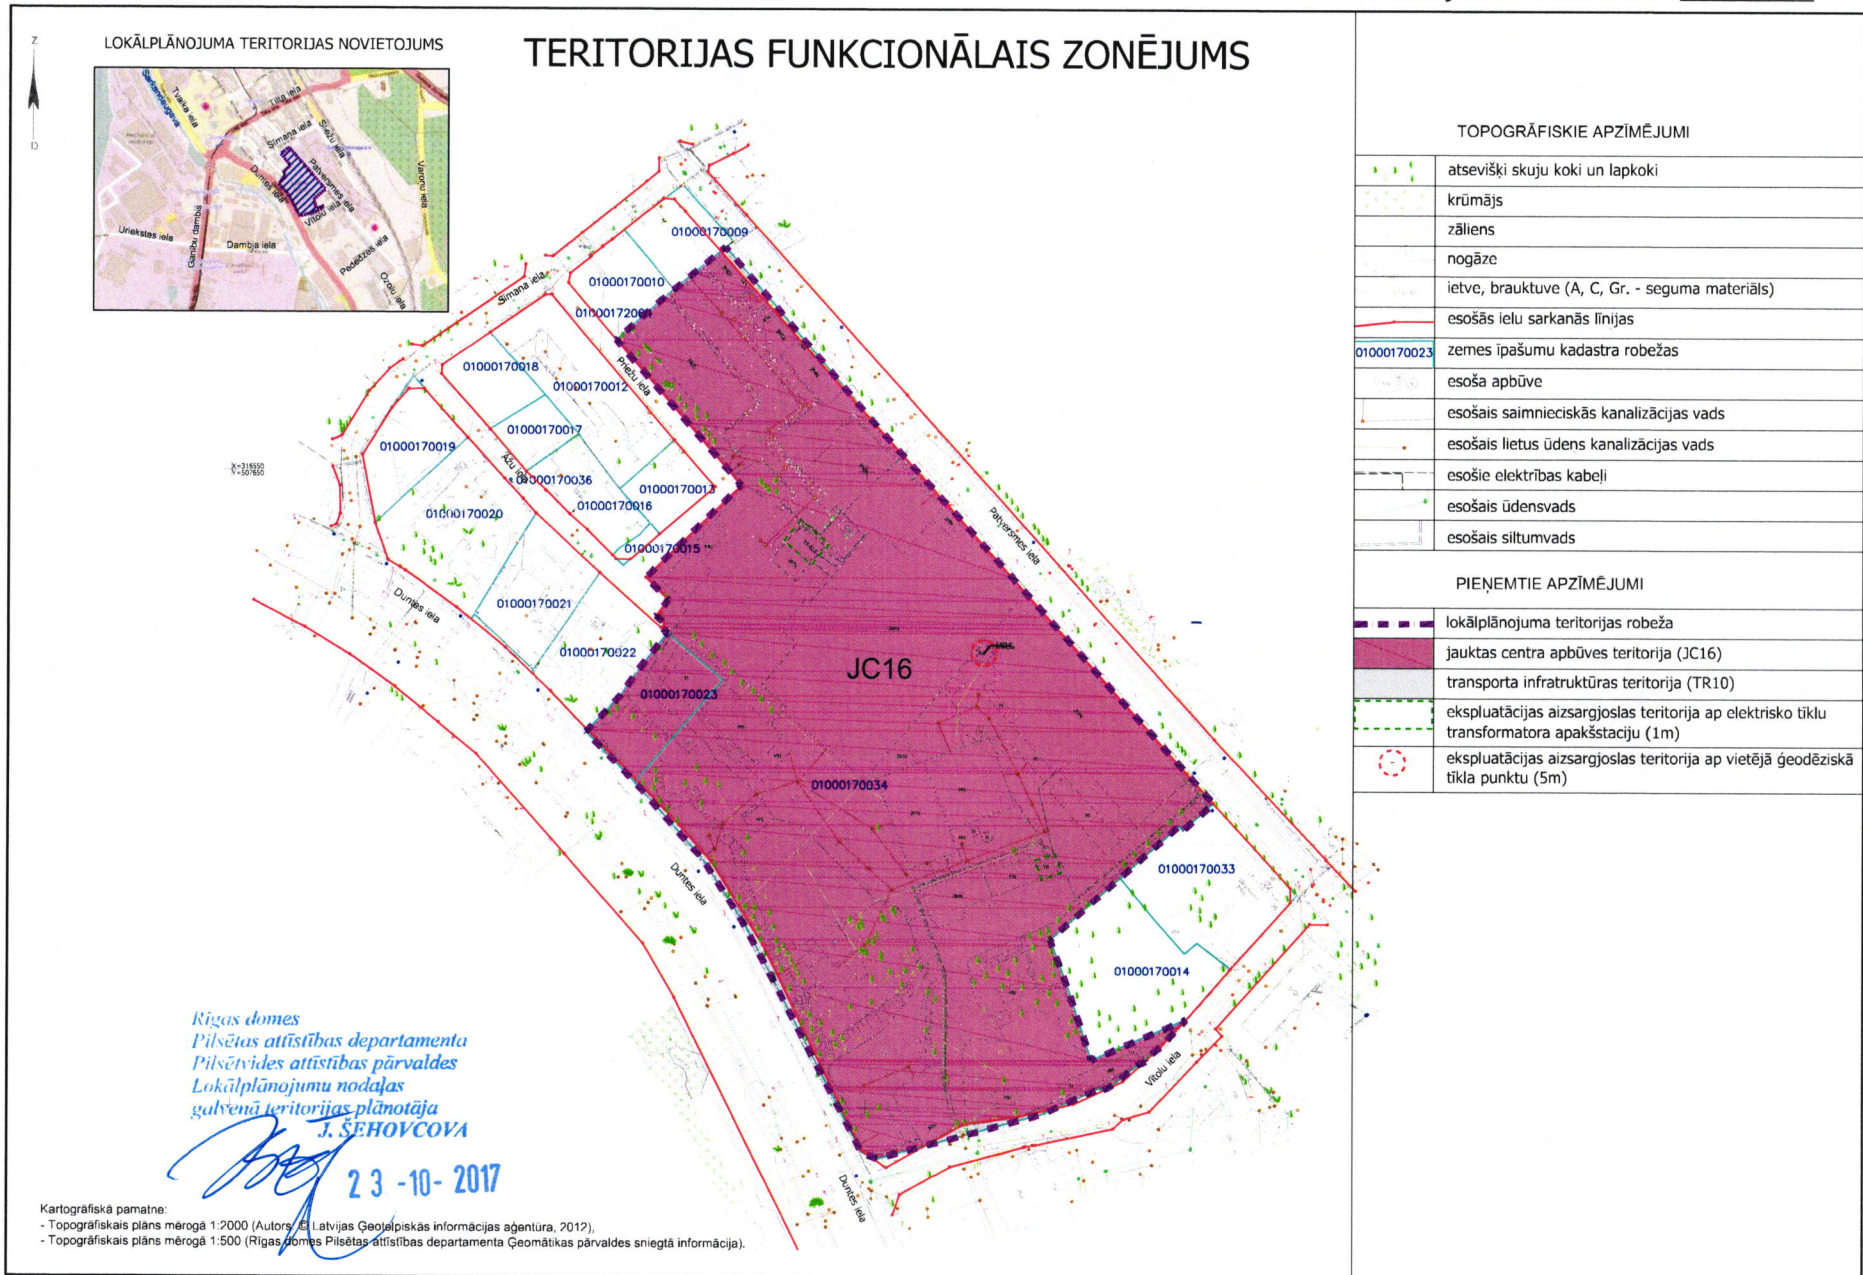 LOKĀLPLĀNOJUMA TERITORIJAS NOVIETOJUMS
TERITORIJAS FUNKCIONĀLAIS ZONĒJUMS
Z
D
Sarkandaugava
Tvaika iela
Tilta iela
Sīmaņa iela
Sliežu iela
Patversmes iela
Duntes iela
Vītolu iela
Varoņu iela
Uriekstes iela
Ganību dambis
Dambja iela
Pededzes iela
Ozolu iela
TOPOGRĀFISKIE APZĪMĒJUMI
atsevišķi skuju koki un lapkoki
krūmājs
zāliens
nogāze
ietve, brauktuve (A, C, Gr. - seguma materiāls)
esošās ielu sarkanās līnijas
01000170023 zemes īpašumu kadastra robežas
esoša apbūve
esošais saimnieciskās kanalizācijas vads
esošais lietus ūdens kanalizācijas vads
esošie elektrības kabeļi
esošais ūdensvads
esošais siltumvads
PIEŅEMTIE APZĪMĒJUMI
lokālplānojuma teritorijas robeža
jauktas centra apbūves teritorija (JC16)
transporta infratruktūras teritorija (TR10)
ekspluatācijas aizsargjoslas teritorija ap elektrisko tīklu
transformatora apakšstaciju (1m)
ekspluatācijas aizsargjoslas teritorija ap vietējā ģeodēziskā
tīkla punktu (5m)
01000170009
01000170010
Sīmaņa iela
Priežu iela
01000170018
01000170012
01000170017
01000170019
X=316550
Y=507650
Ažu iela
01000170036
01000170013
01000170016
01000170020
01000170015
Patversmes iela
Duntes iela
01000170021
01000170022
JC16
01000170023
01000170034
Duntes iela
01000170033
01000170014
Vītolu iela
Duntes iela
Rīgas domes
Pilsētas attīstības departamenta
Pilsētvides attīstības pārvaldes
Lokālplānojumu nodaļas
galvenā teritorijas plānotāja
J. ŠEHOVCOVA
23 -10- 2017
Kartogrāfiskā pamatne:
- Topogrāfiskais plāns mērogā 1:2000 (Autors © Latvijas Ģeotelpiskās informācijas aģentūra, 2012),
- Topogrāfiskais plāns mērogā 1:500 (Rīgas domes Pilsētas attīstības departamenta Ģeomātikas pārvaldes sniegtā informācija).